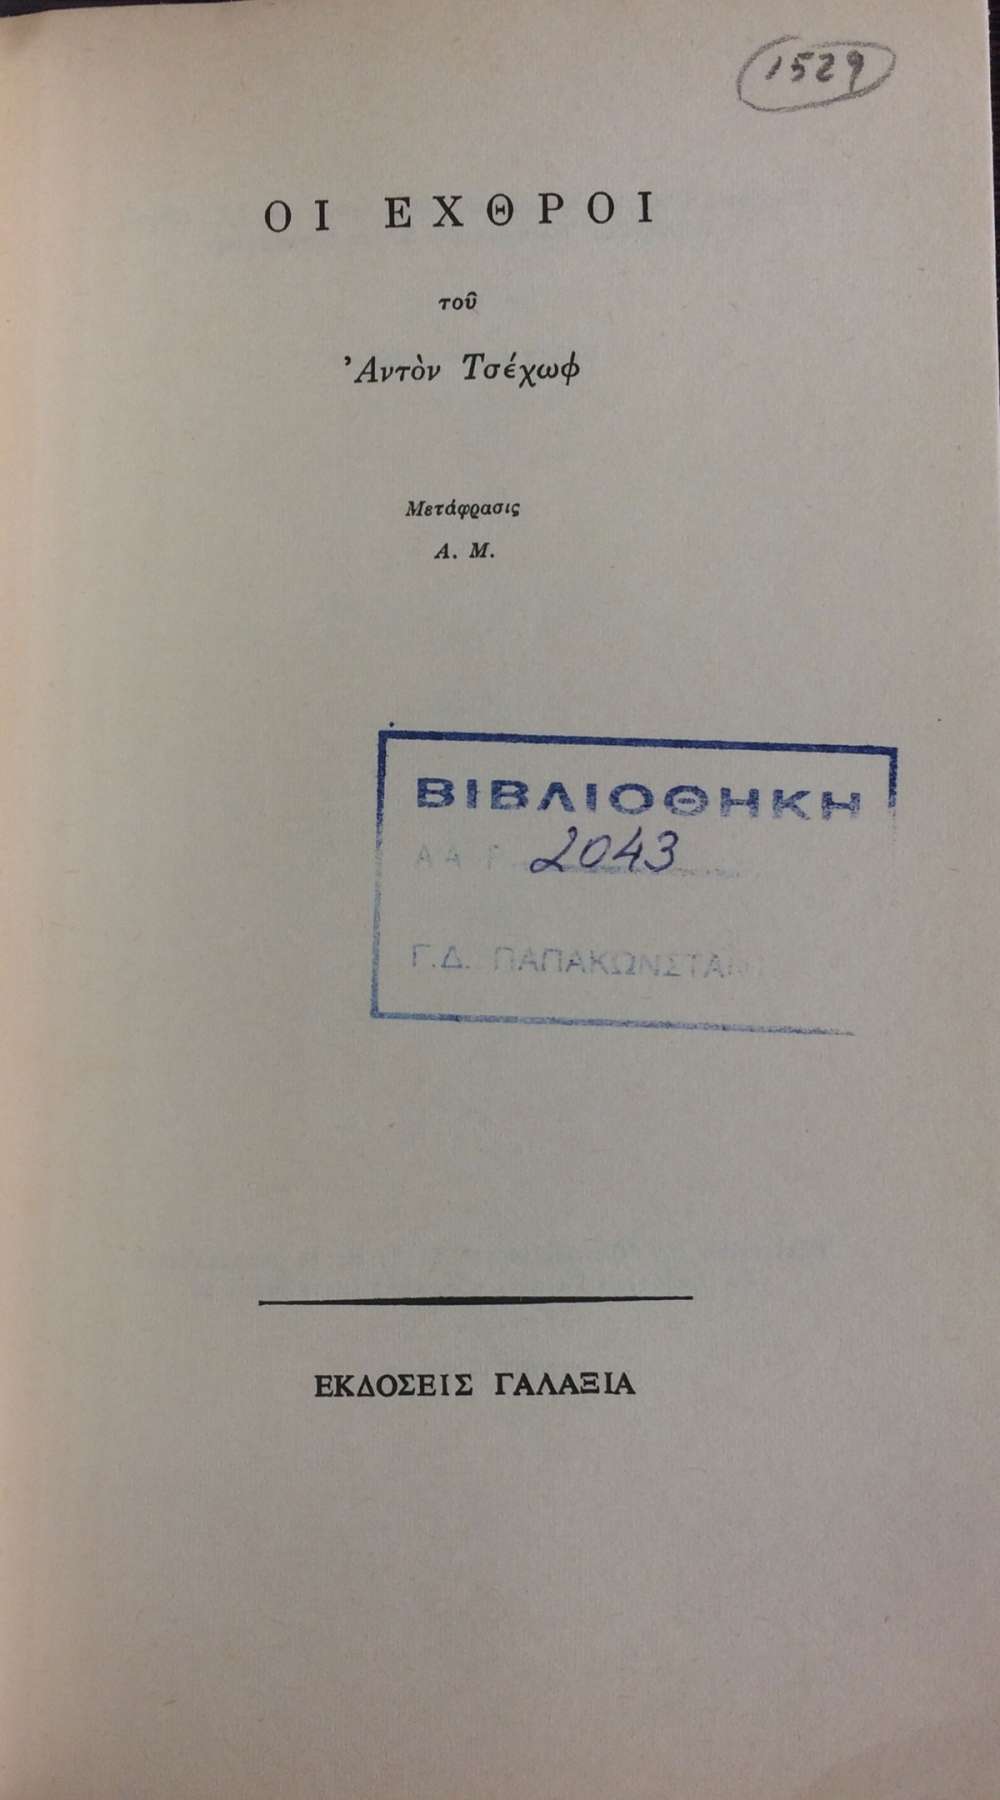 1529
ΟΙ ΕΧΘΡΟΙ
τοῦ
Ἀντὸν Τσέχωφ
Μετάφρασις
Α. Μ.
ΒΙΒΛΙΟΘΗΚΗ
2043
Γ.Δ.
ΕΚΔΟΣΕΙΣ ΓΑΛΑΞΙΑ